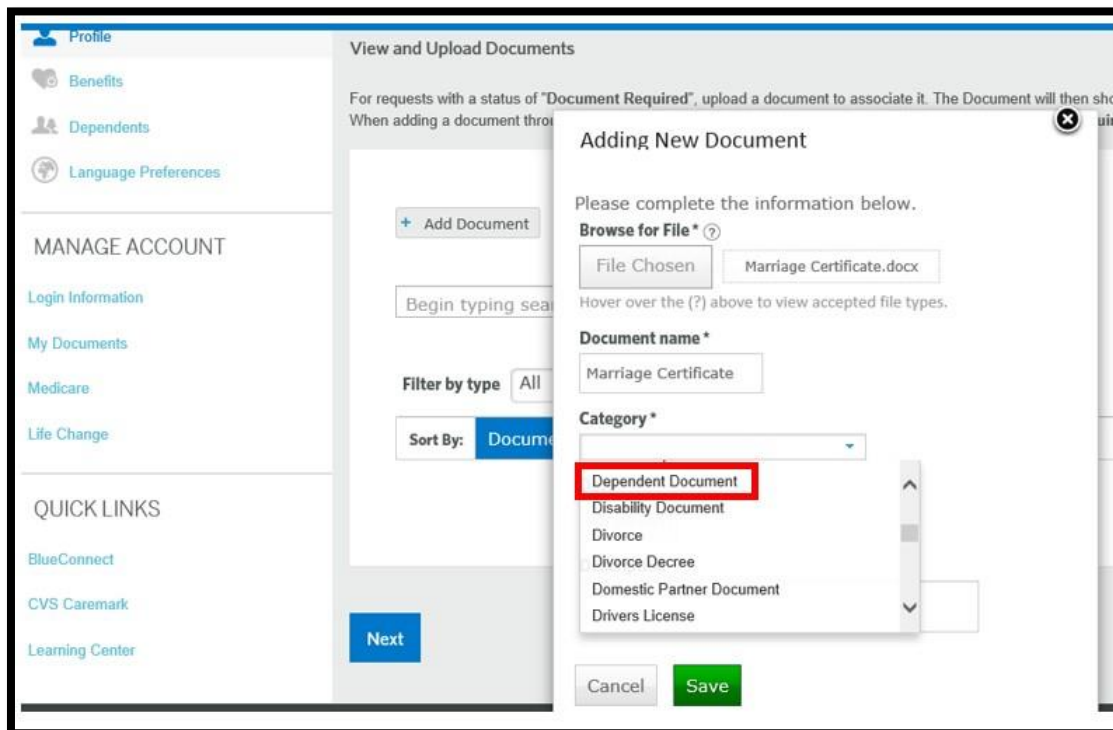 Profile
Benefits
Dependents
Language Preferences
MANAGE ACCOUNT
Login Information
My Documents
Medicare
Life Change
QUICK LINKS
BlueConnect
CVS Caremark
Learning Center
View and Upload Documents
For requests with a status of "Document Required", upload a document to associate it. The Document will then sho
When adding a document throu
+ Add Document
Begin typing sea
Filter by type All
Sort By: Docume
Next
Adding New Document
Please complete the information below.
Browse for File * (?)
File Chosen Marriage Certificate.docx
Hover over the (?) above to view accepted file types.
Document name *
Marriage Certificate
Category *
Dependent Document
Disability Document
Divorce
Divorce Decree
Domestic Partner Document
Drivers License
Cancel Save